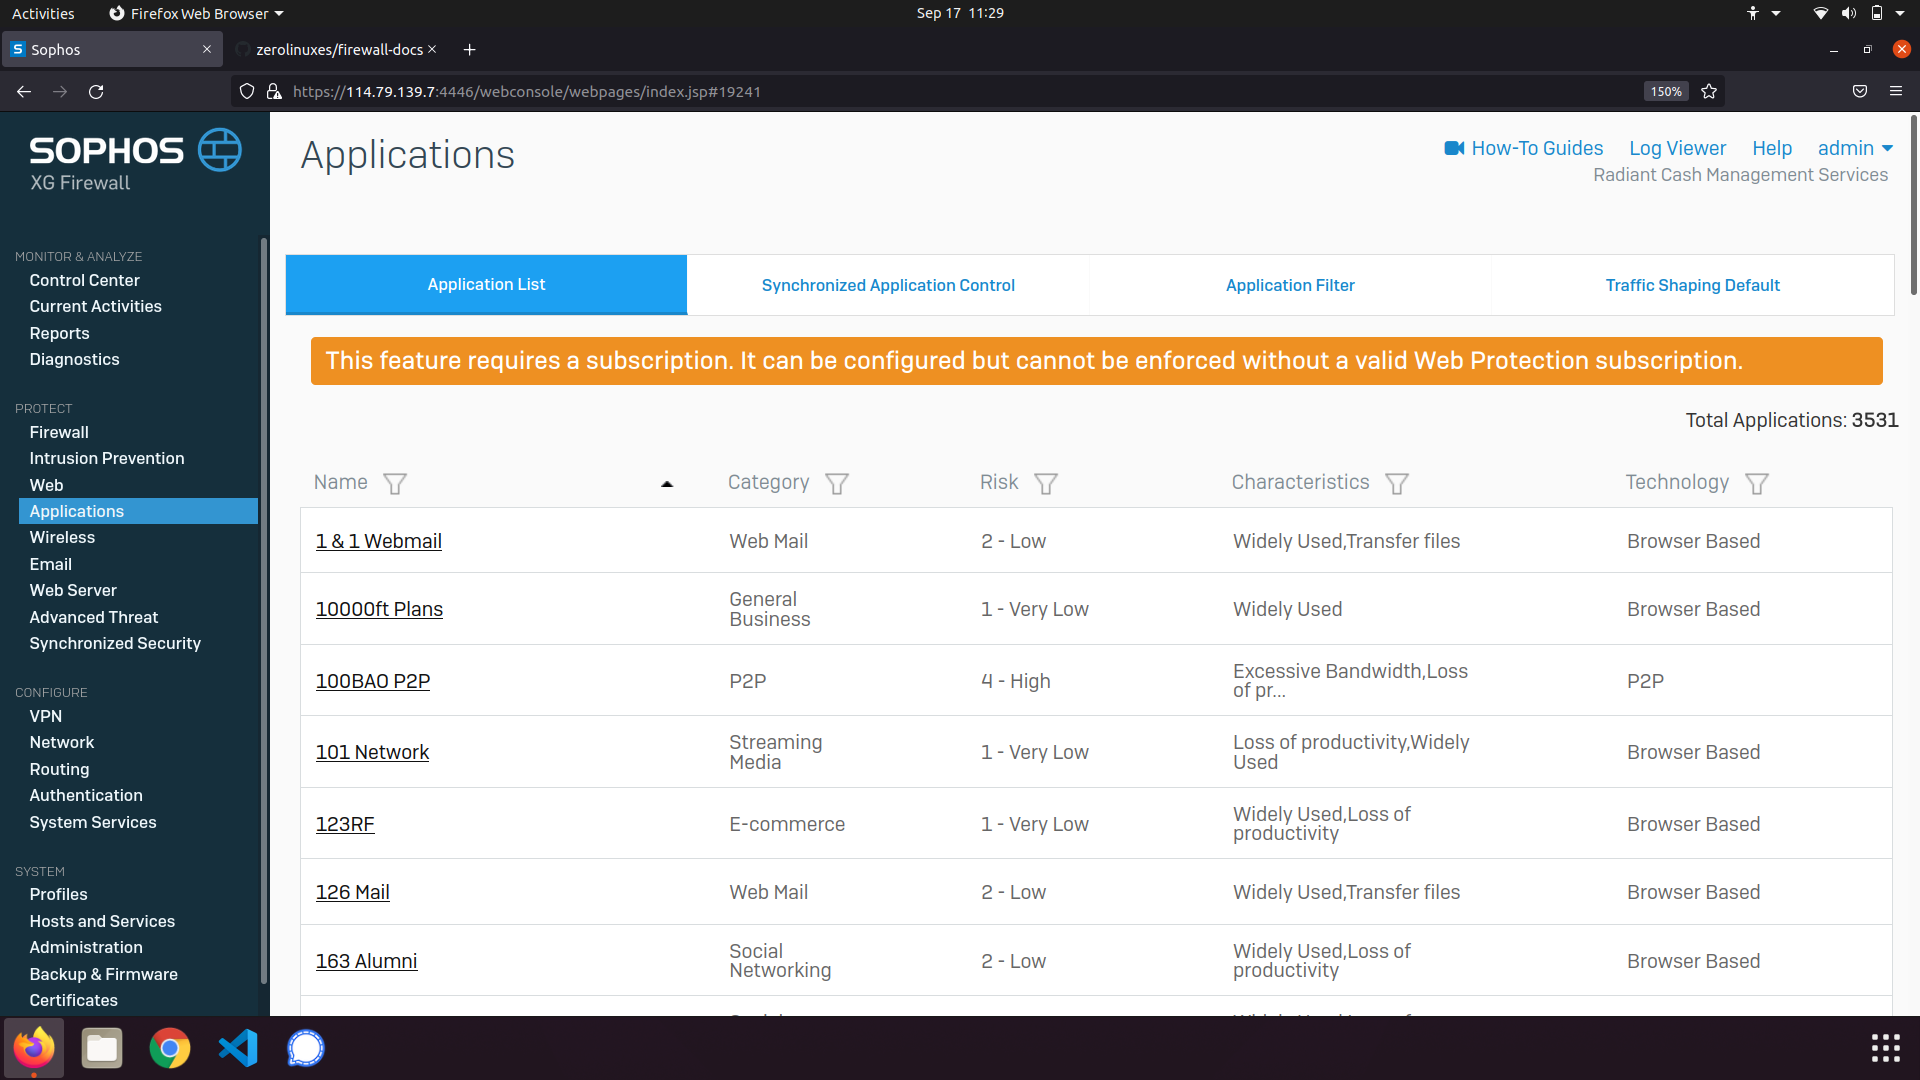 Activities
Firefox Web Browser
Sep 17 11:29
Sophos
zerolinuxes/firewall-docs
https://114.79.139.7:4446/webconsole/webpages/index.jsp#19241
150%
SOPHOS
XG Firewall
Applications
How-To Guides
Log Viewer
Help
admin
Radiant Cash Management Services
MONITOR & ANALYZE
Control Center
Current Activities
Reports
Diagnostics
PROTECT
Firewall
Intrusion Prevention
Web
Applications
Wireless
Email
Web Server
Advanced Threat
Synchronized Security
CONFIGURE
VPN
Network
Routing
Authentication
System Services
SYSTEM
Profiles
Hosts and Services
Administration
Backup & Firmware
Certificates
Application List
Synchronized Application Control
Application Filter
Traffic Shaping Default
This feature requires a subscription. It can be configured but cannot be enforced without a valid Web Protection subscription.
Total Applications: 3531
Name Category Risk Characteristics Technology
1 & 1 Webmail Web Mail 2 - Low Widely Used,Transfer files Browser Based
10000ft Plans General Business 1 - Very Low Widely Used Browser Based
100BAO P2P P2P 4 - High Excessive Bandwidth,Loss of pr... P2P
101 Network Streaming Media 1 - Very Low Loss of productivity,Widely Used Browser Based
123RF E-commerce 1 - Very Low Widely Used,Loss of productivity Browser Based
126 Mail Web Mail 2 - Low Widely Used,Transfer files Browser Based
163 Alumni Social Networking 2 - Low Widely Used,Loss of productivity Browser Based